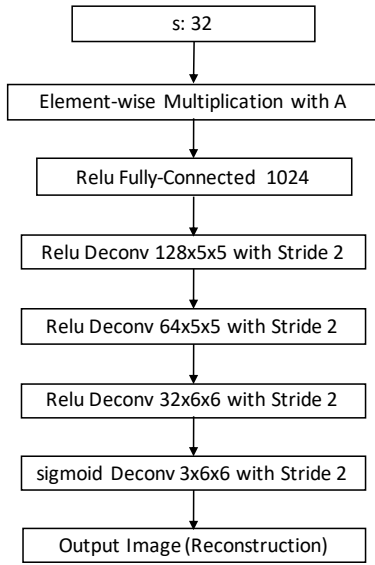 s: 32
Element-wise Multiplication with A
Relu Fully-Connected 1024
Relu Deconv 128x5x5 with Stride 2
Relu Deconv 64x5x5 with Stride 2
Relu Deconv 32x6x6 with Stride 2
sigmoid Deconv 3x6x6 with Stride 2
Output Image (Reconstruction)